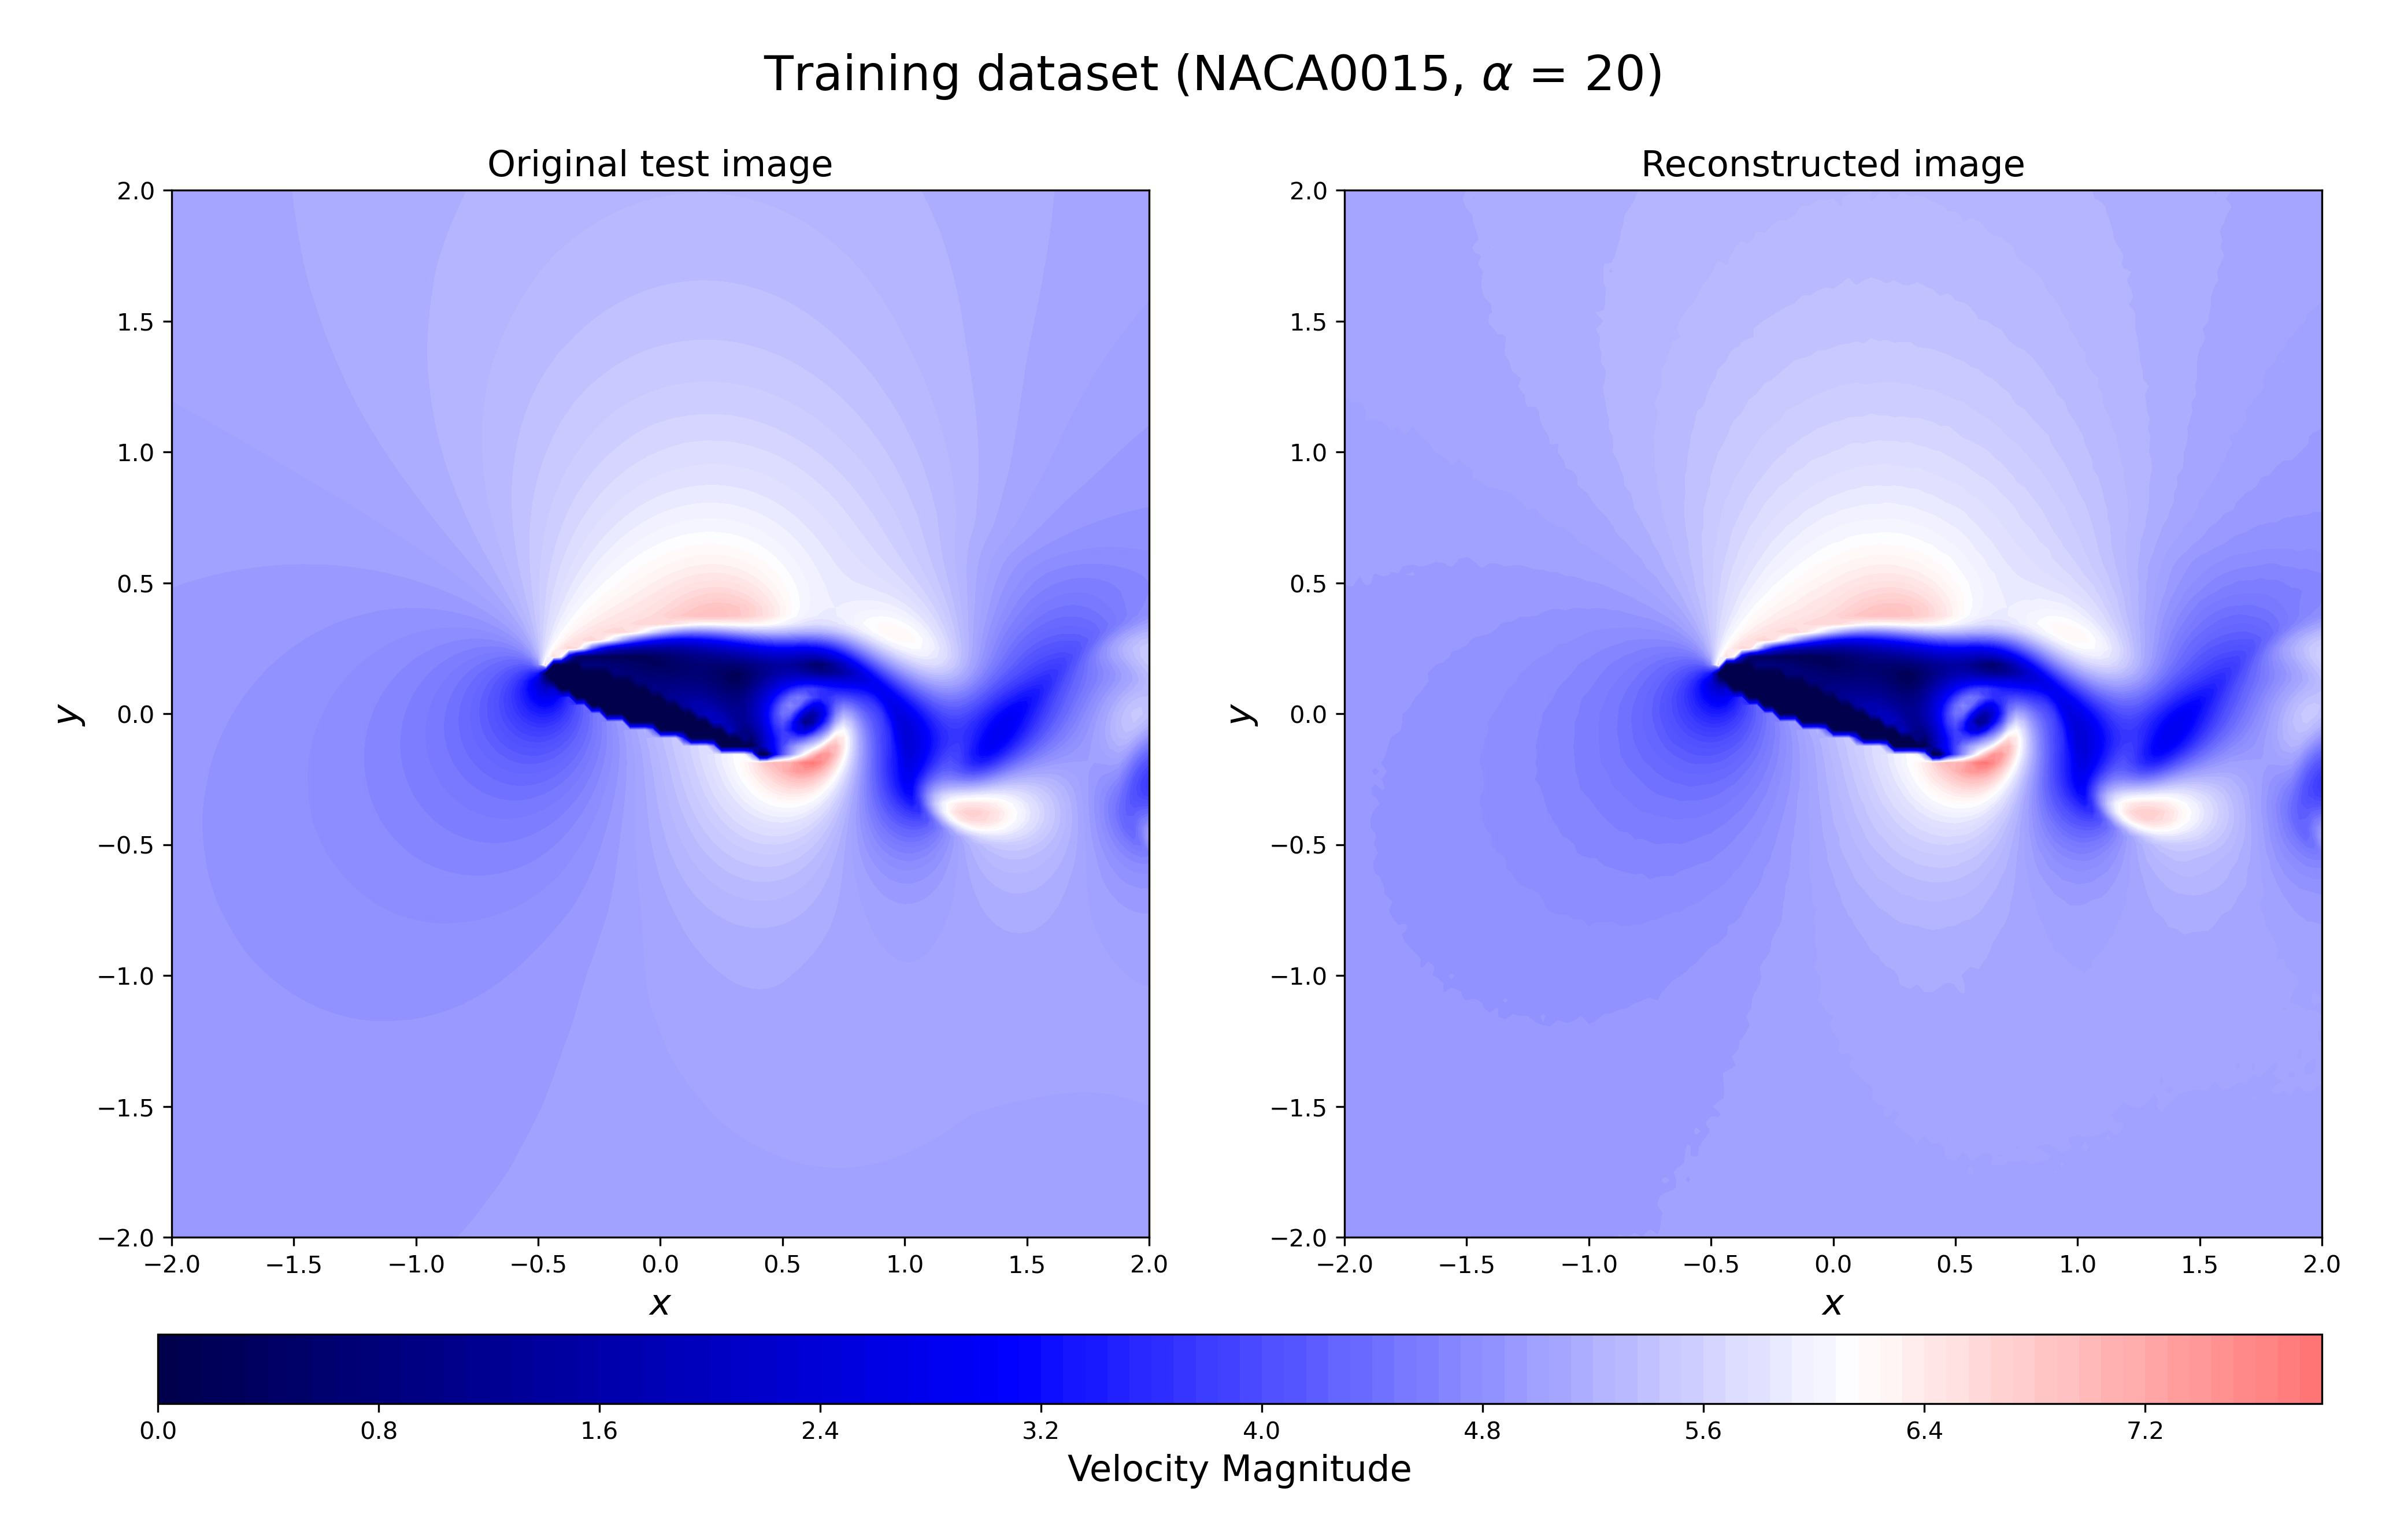 Training dataset (NACA0015, α = 20)
Original test image
Reconstructed image
2.0
1.5
1.0
0.5
0.0
−0.5
−1.0
−1.5
−2.0
y
−2.0 −1.5 −1.0 −0.5 0.0 0.5 1.0 1.5 2.0
x
2.0
1.5
1.0
0.5
0.0
−0.5
−1.0
−1.5
−2.0
y
−2.0 −1.5 −1.0 −0.5 0.0 0.5 1.0 1.5 2.0
x
0.0 0.8 1.6 2.4 3.2 4.0 4.8 5.6 6.4 7.2
Velocity Magnitude